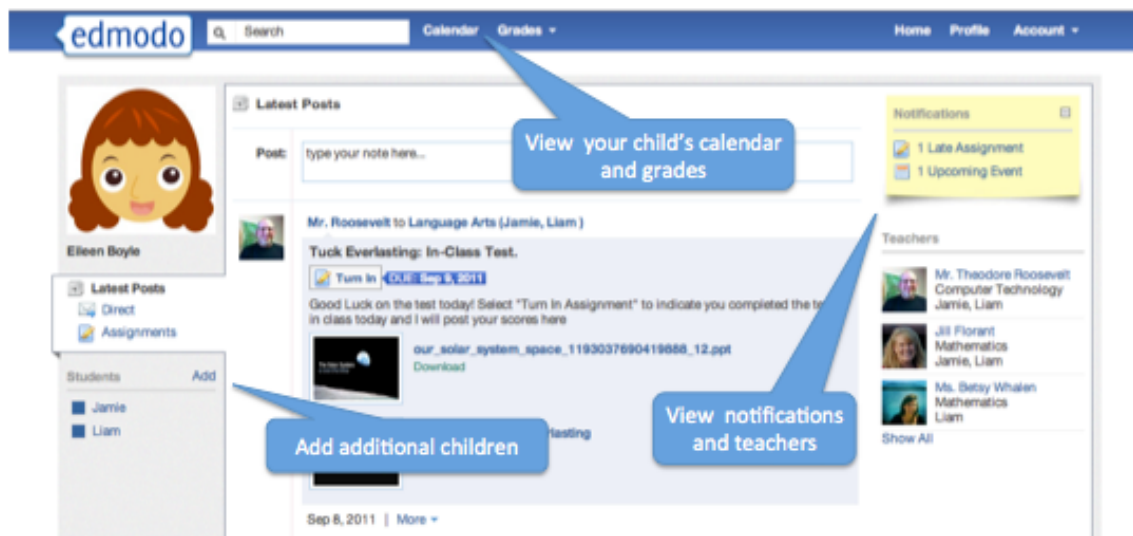 edmodo
Search
Calendar
Grades
Home
Profile
Account
Latest Posts
Post:
type your note here...
View your child's calendar
and grades
Notifications
1 Late Assignment
1 Upcoming Event
Eileen Boyle
Latest Posts
Direct
Assignments
Students
Add
Jamie
Liam
Add additional children
Mr. Roosevelt to Language Arts (Jamie, Liam )
Tuck Everlasting: In-Class Test.
Turn In
DUE: Sep 9, 2011
Good Luck on the test today! Select "Turn In Assignment" to indicate you completed the
in class today and I will post your scores here
our_solar_system_space_1193037690419888_12.ppt
Download
Sep 8, 2011 | More
View notifications
and teachers
Teachers
Mr. Theodore Roosevelt
Computer Technology
Jamie, Liam
Jill Florant
Mathematics
Jamie, Liam
Ms. Betsy Whalen
Mathematics
Liam
Show All